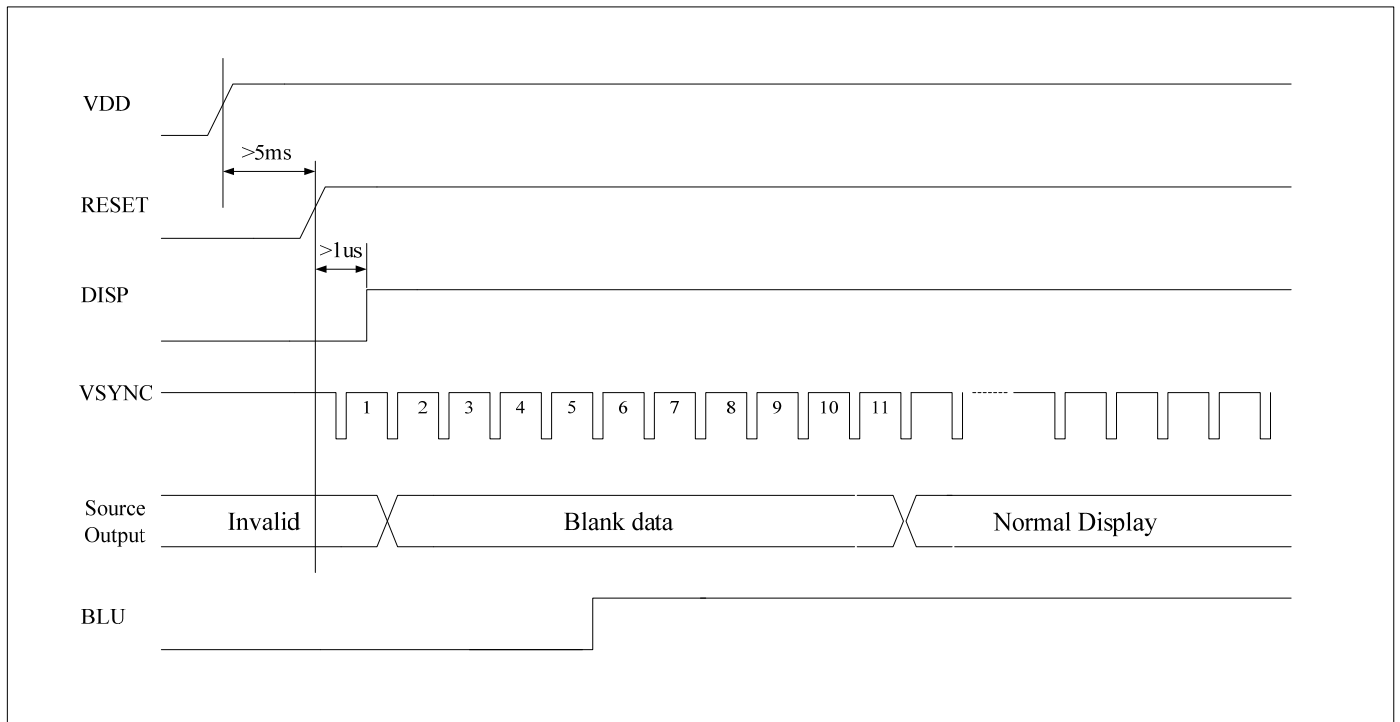 VDD
>5ms
RESET
>1us
DISP
VSYNC
1 2 3 4 5 6 7 8 9 10 11
Source
Output
Invalid
Blank data
Normal Display
BLU